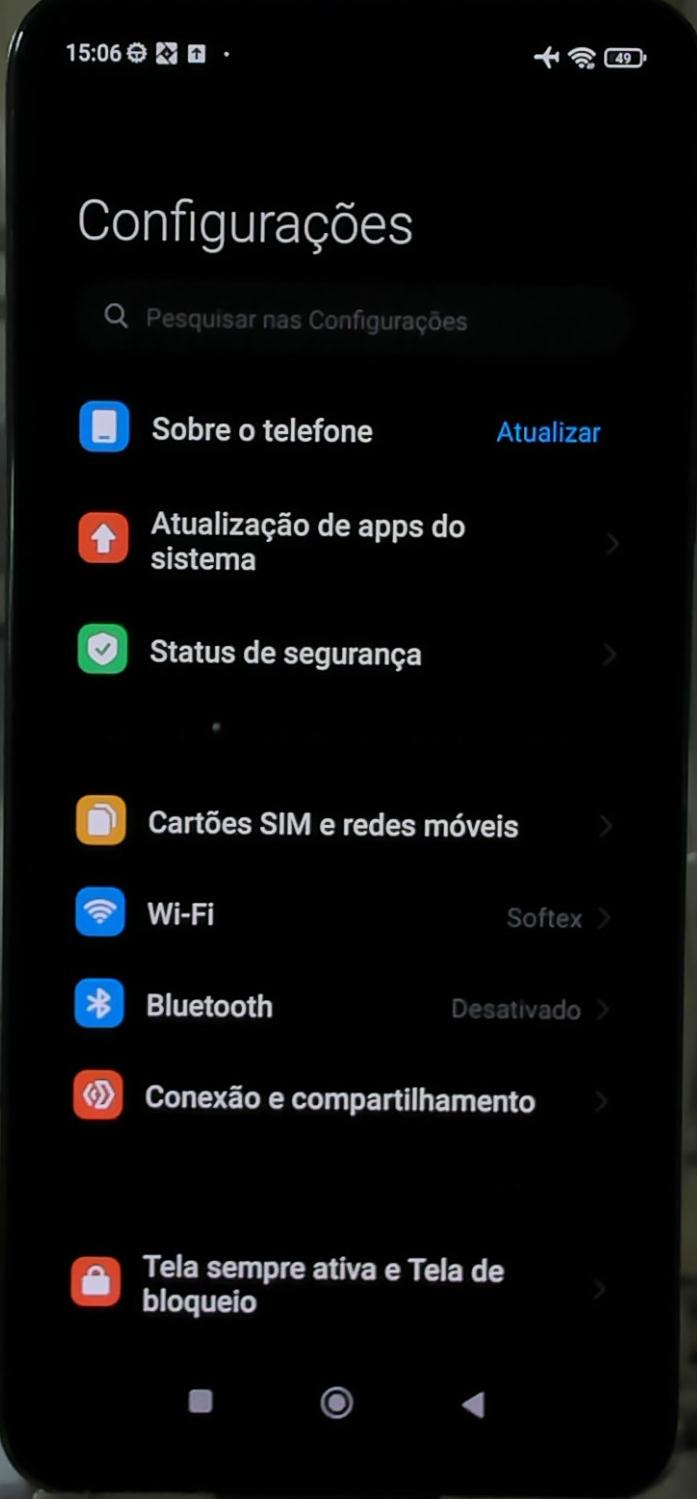 15:06 49
Configurações
Pesquisar nas Configurações
Sobre o telefone Atualizar
Atualização de apps do
sistema
Status de segurança
Cartões SIM e redes móveis
Wi-Fi Softex
Bluetooth Desativado
Conexão e compartilhamento
Tela sempre ativa e Tela de
bloqueio